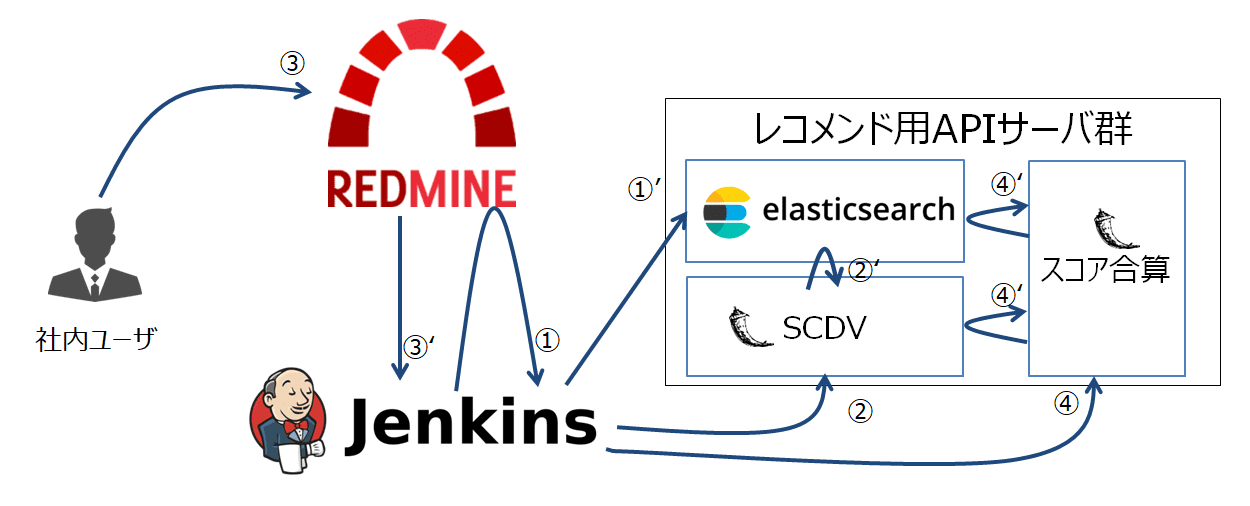 ③
REDMINE
レコメンド用APIサーバ群
①’
elasticsearch
④‘
スコア合算
②‘
④‘
SCDV
社内ユーザ
③‘
①
Jenkins
②
④